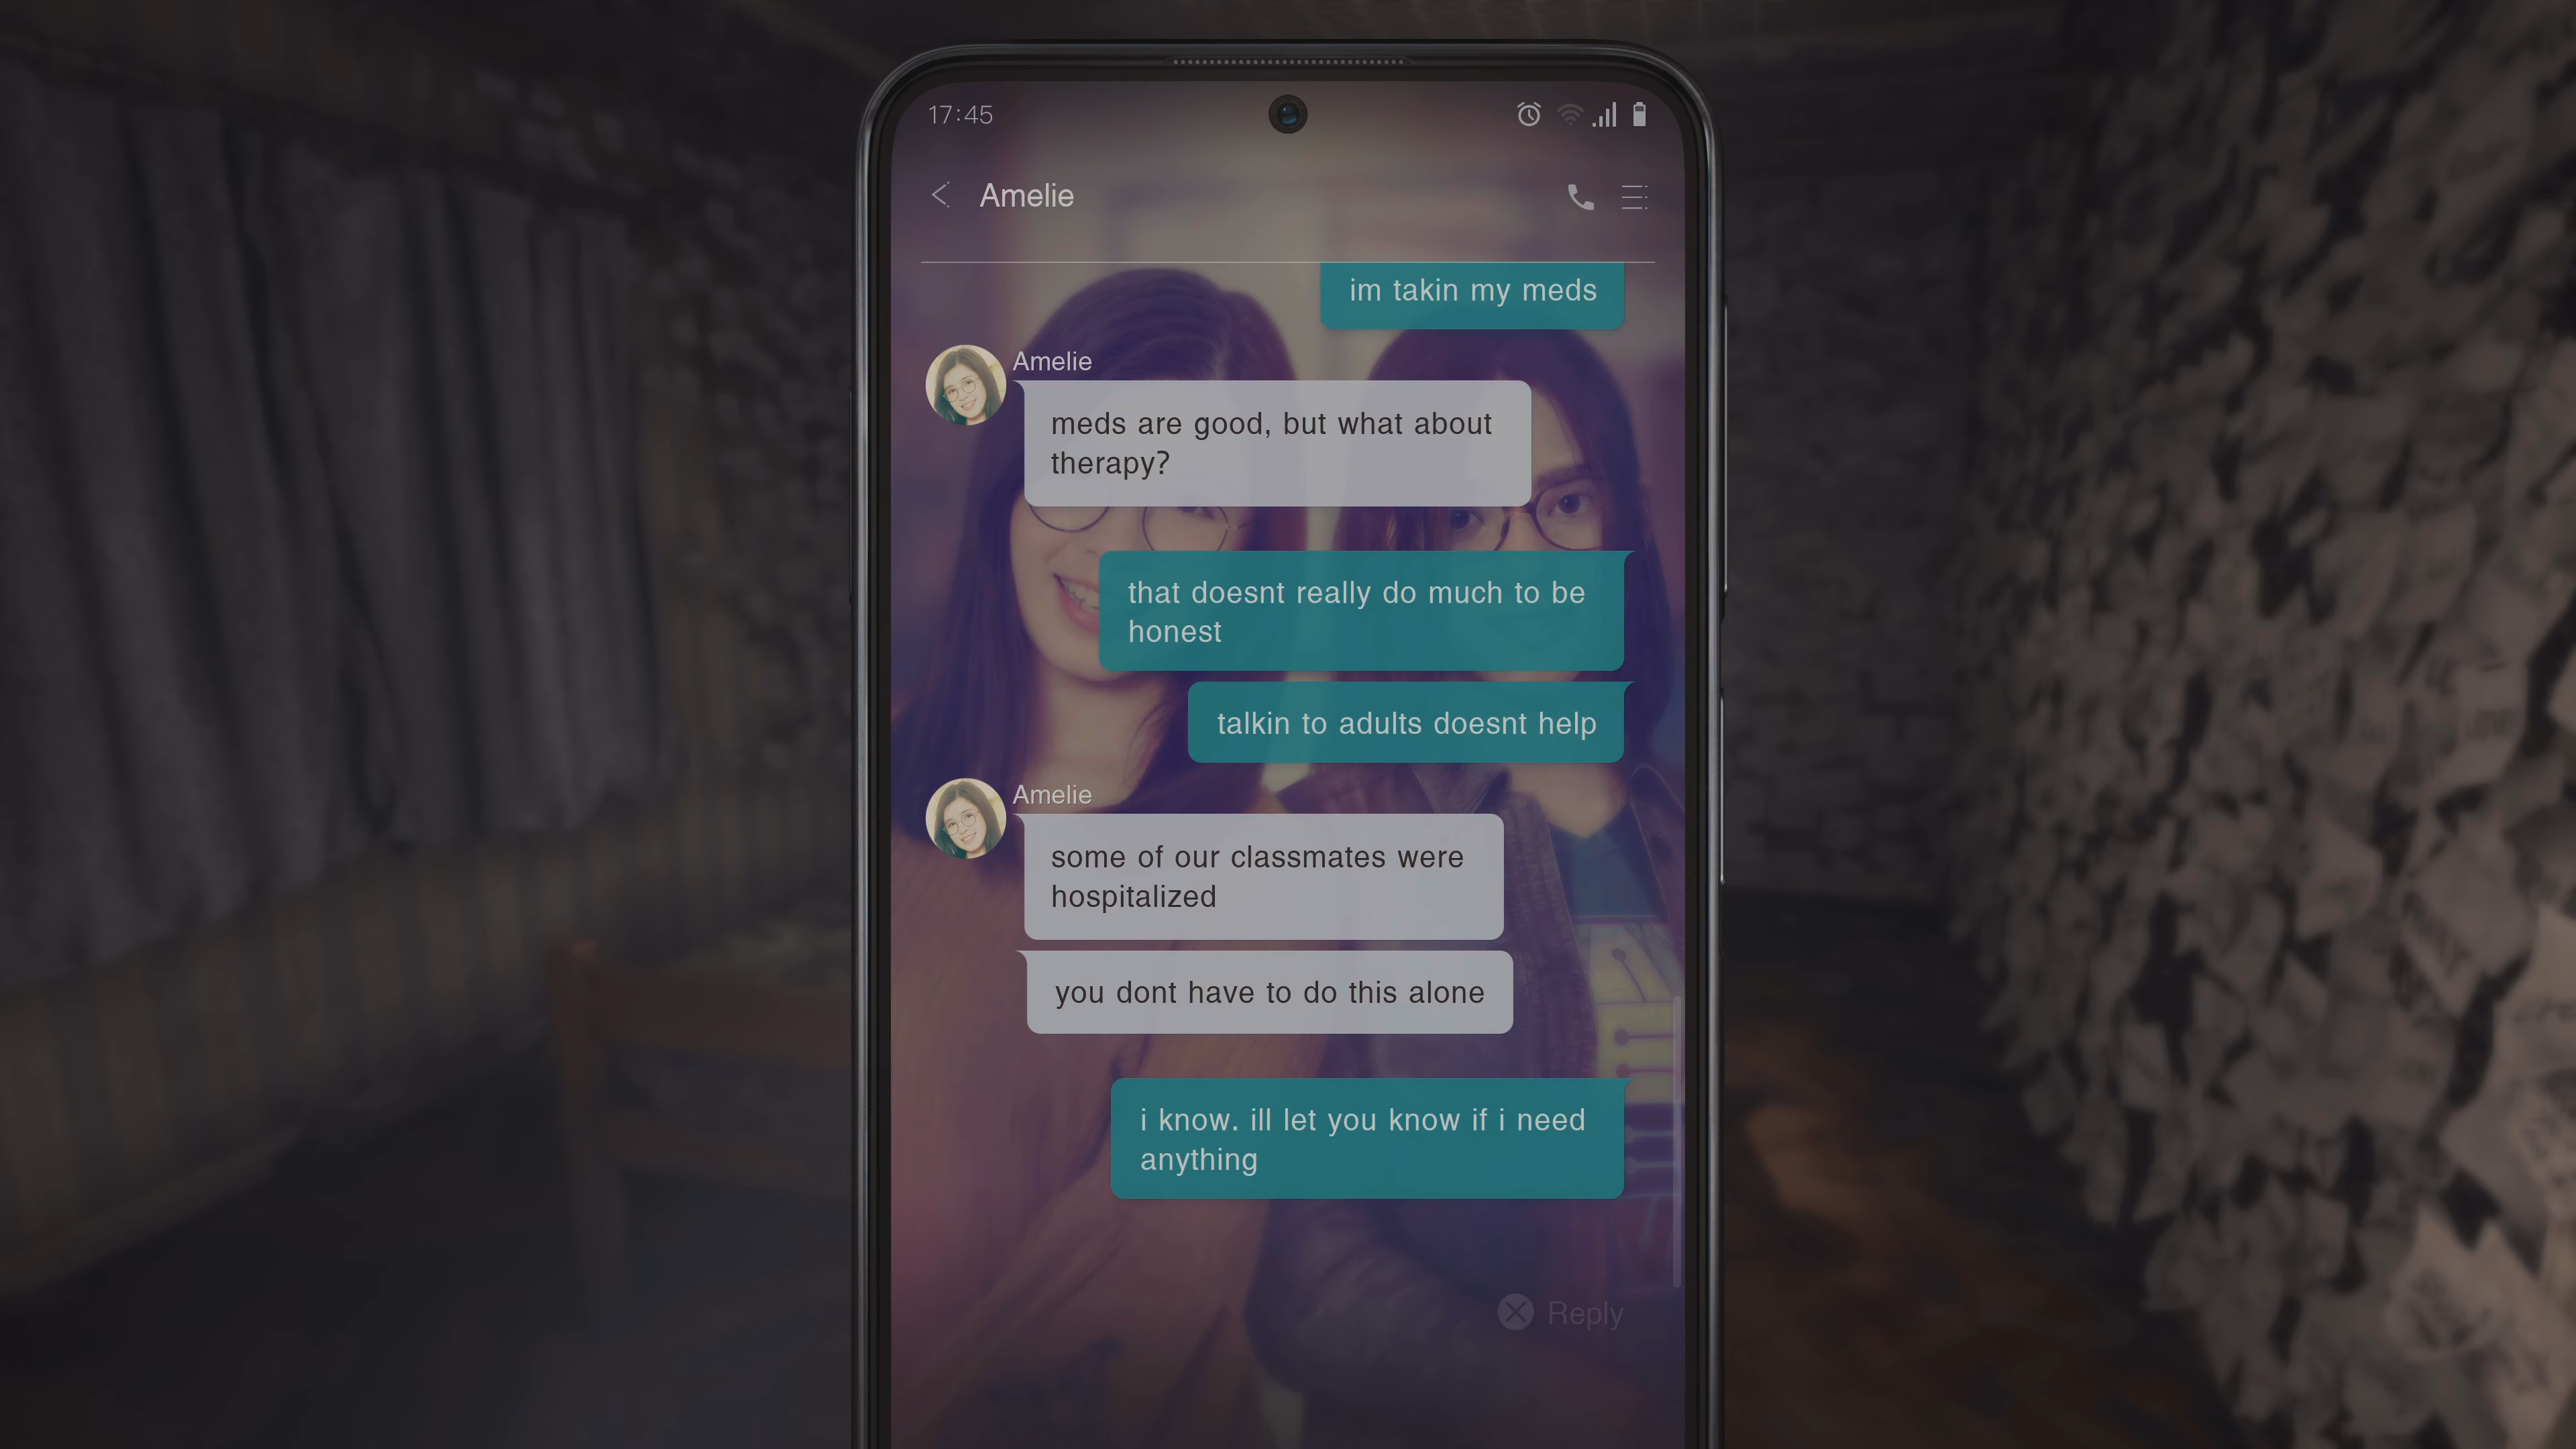 17:45
Amelie
im takin my meds
Amelie
meds are good, but what about
therapy?
that doesnt really do much to be
honest
talkin to adults doesnt help
Amelie
some of our classmates were
hospitalized
you dont have to do this alone
i know. ill let you know if i need
anything
Reply